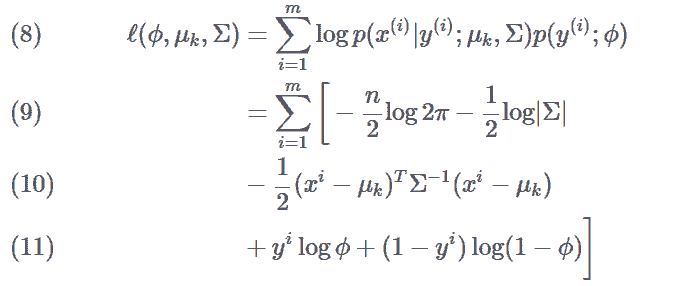 (8) ℓ(ϕ, μ_k, Σ) = ∑_{i=1}^{m} log p(x^{(i)}|y^{(i)}; μ_k, Σ)p(y^{(i)}; ϕ)
(9) = ∑_{i=1}^{m} [ − n/2 log 2π − 1/2 log|Σ|
(10) − 1/2 (x^i − μ_k)^T Σ^{−1}(x^i − μ_k)
(11) + y^i log ϕ + (1 − y^i) log(1 − ϕ)]